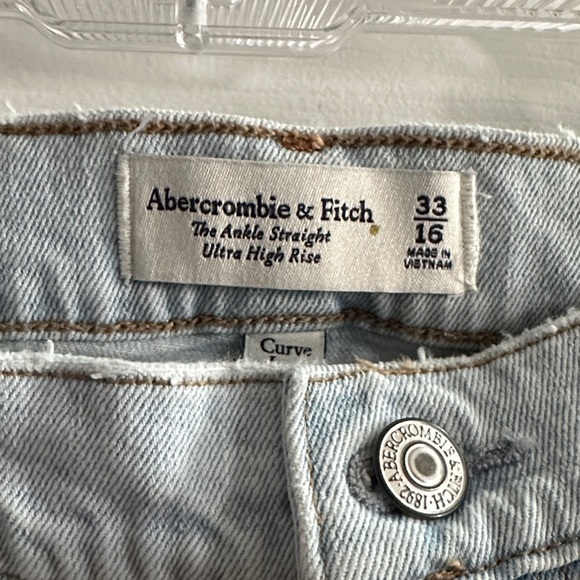 Abercrombie & Fitch
The Ankle Straight
Ultra High Rise
33
16
MADE IN
VIETNAM
Curve
ABERCROMBIE & FITCH · 1892 ·